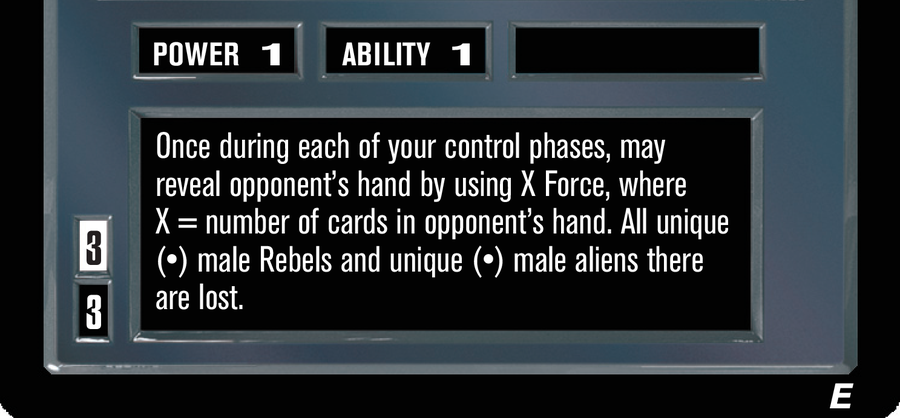 POWER 1 ABILITY 1
Once during each of your control phases, may
reveal opponent's hand by using X Force, where
X = number of cards in opponent's hand. All unique
(•) male Rebels and unique (•) male aliens there
are lost.
3
3
E